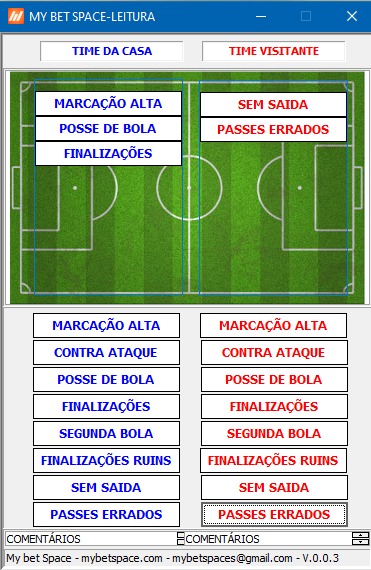 MY BET SPACE-LEITURA
TIME DA CASA TIME VISITANTE
MARCAÇÃO ALTA SEM SAIDA
POSSE DE BOLA PASSES ERRADOS
FINALIZAÇÕES
MARCAÇÃO ALTA MARCAÇÃO ALTA
CONTRA ATAQUE CONTRA ATAQUE
POSSE DE BOLA POSSE DE BOLA
FINALIZAÇÕES FINALIZAÇÕES
SEGUNDA BOLA SEGUNDA BOLA
FINALIZAÇÕES RUINS FINALIZAÇÕES RUINS
SEM SAIDA SEM SAIDA
PASSES ERRADOS PASSES ERRADOS
COMENTÁRIOS COMENTÁRIOS
My bet Space - mybetspace.com - mybetspaces@gmail.com - V.0.0.3